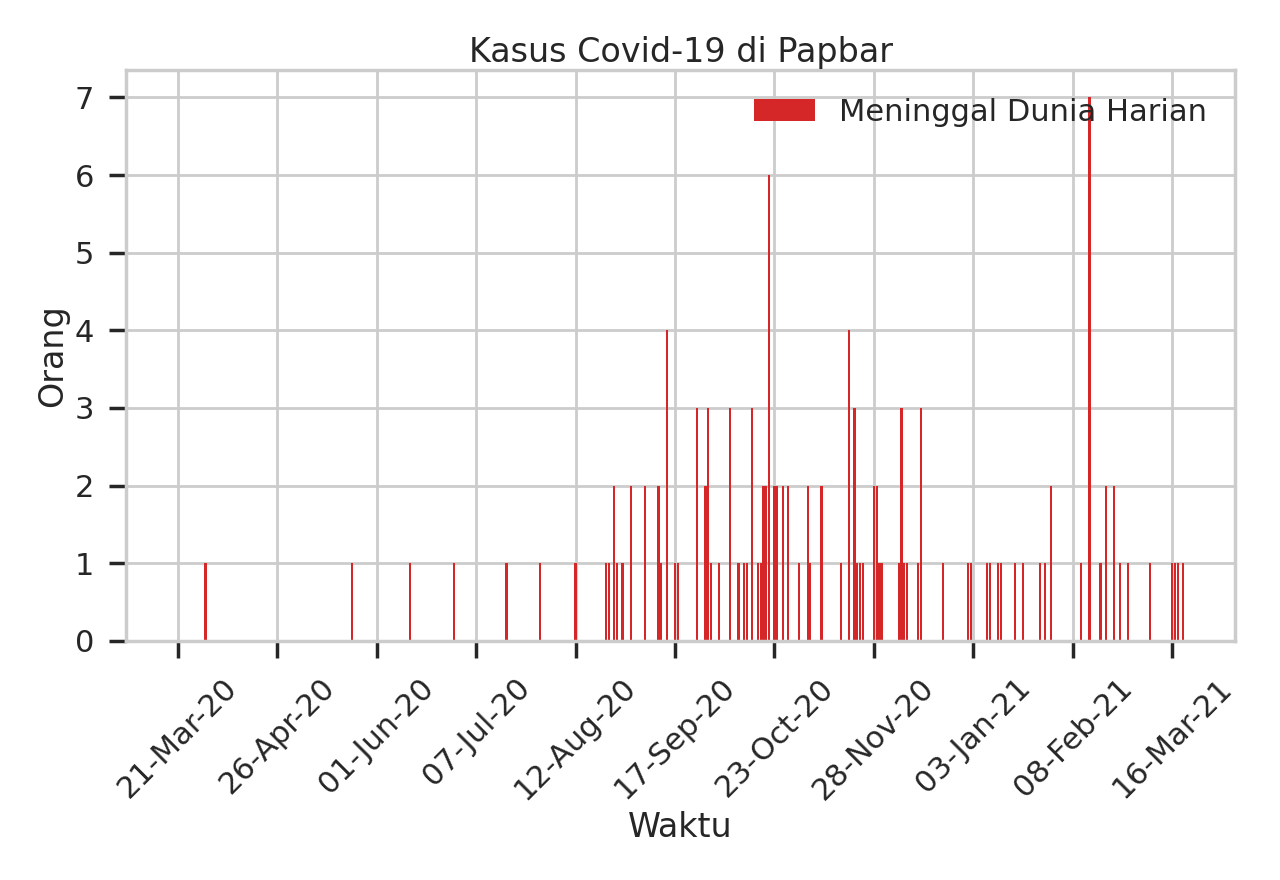 Kasus Covid-19 di Papbar
Meninggal Dunia Harian
Orang
7
6
5
4
3
2
1
0
21-Mar-20
26-Apr-20
01-Jun-20
07-Jul-20
12-Aug-20
17-Sep-20
23-Oct-20
28-Nov-20
03-Jan-21
08-Feb-21
16-Mar-21
Waktu